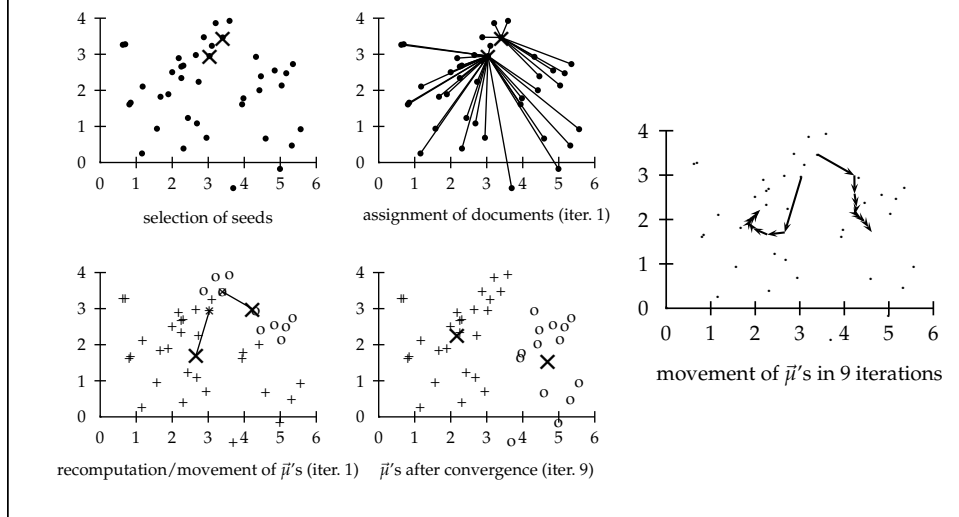 4
3
2
1
0
0 1 2 3 4 5 6
selection of seeds
4
3
2
1
0
0 1 2 3 4 5 6
assignment of documents (iter. 1)
4
3
2
1
0
0 1 2 3 4 5 6
recomputation/movement of μ⃗'s (iter. 1)
4
3
2
1
0
0 1 2 3 4 5 6
μ⃗'s after convergence (iter. 9)
4
3
2
1
0
0 1 2 3 4 5 6
movement of μ⃗'s in 9 iterations